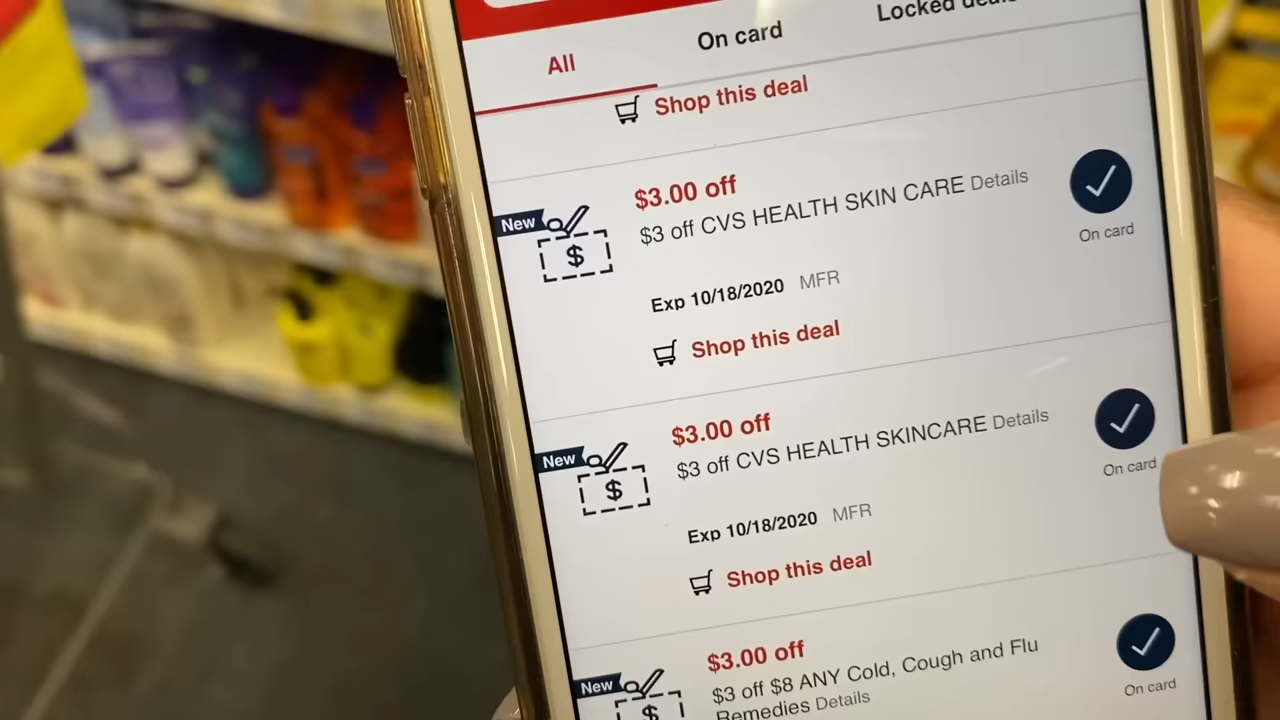 All
On card
Locked deals
Shop this deal
New
$3.00 off
$3 off CVS HEALTH SKIN CARE Details
On card
$
Exp 10/18/2020 MFR
Shop this deal
New
$3.00 off
$3 off CVS HEALTH SKINCARE Details
On card
$
Exp 10/18/2020 MFR
Shop this deal
New
$3.00 off
$3 off $8 ANY Cold, Cough and Flu
Remedies Details
On card
$